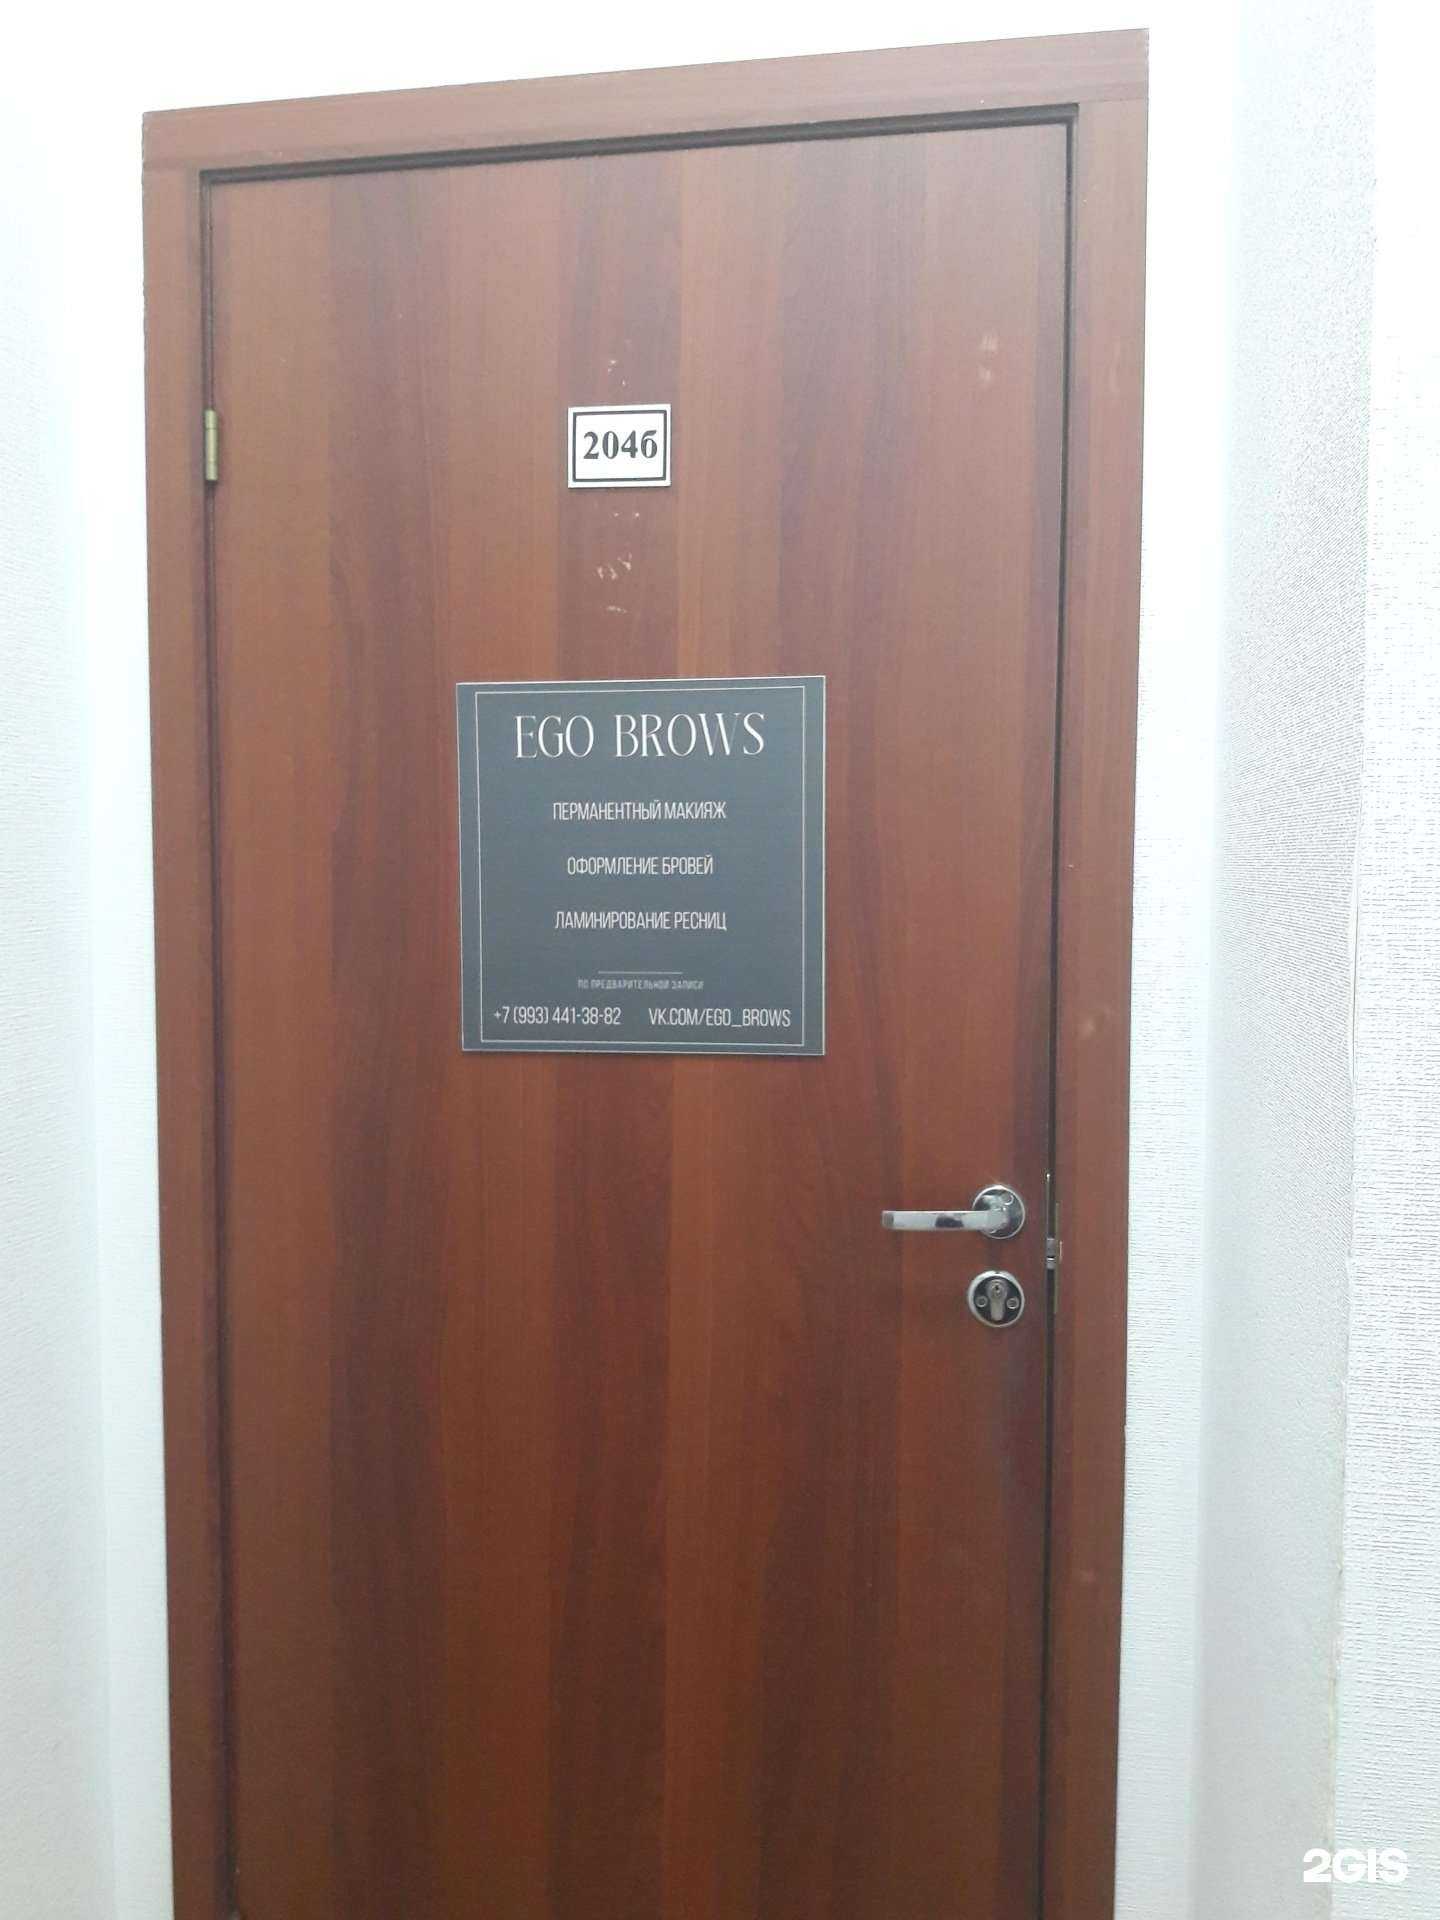 204б
EGO BROWS
ПЕРМАНЕНТНЫЙ МАКИЯЖ
ОФОРМЛЕНИЕ БРОВЕЙ
ЛАМИНИРОВАНИЕ РЕСНИЦ
ПО ПРЕДВАРИТЕЛЬНОЙ ЗАПИСИ
+7 (993) 441-38-82 VK.COM/EGO_BROWS
2GIS